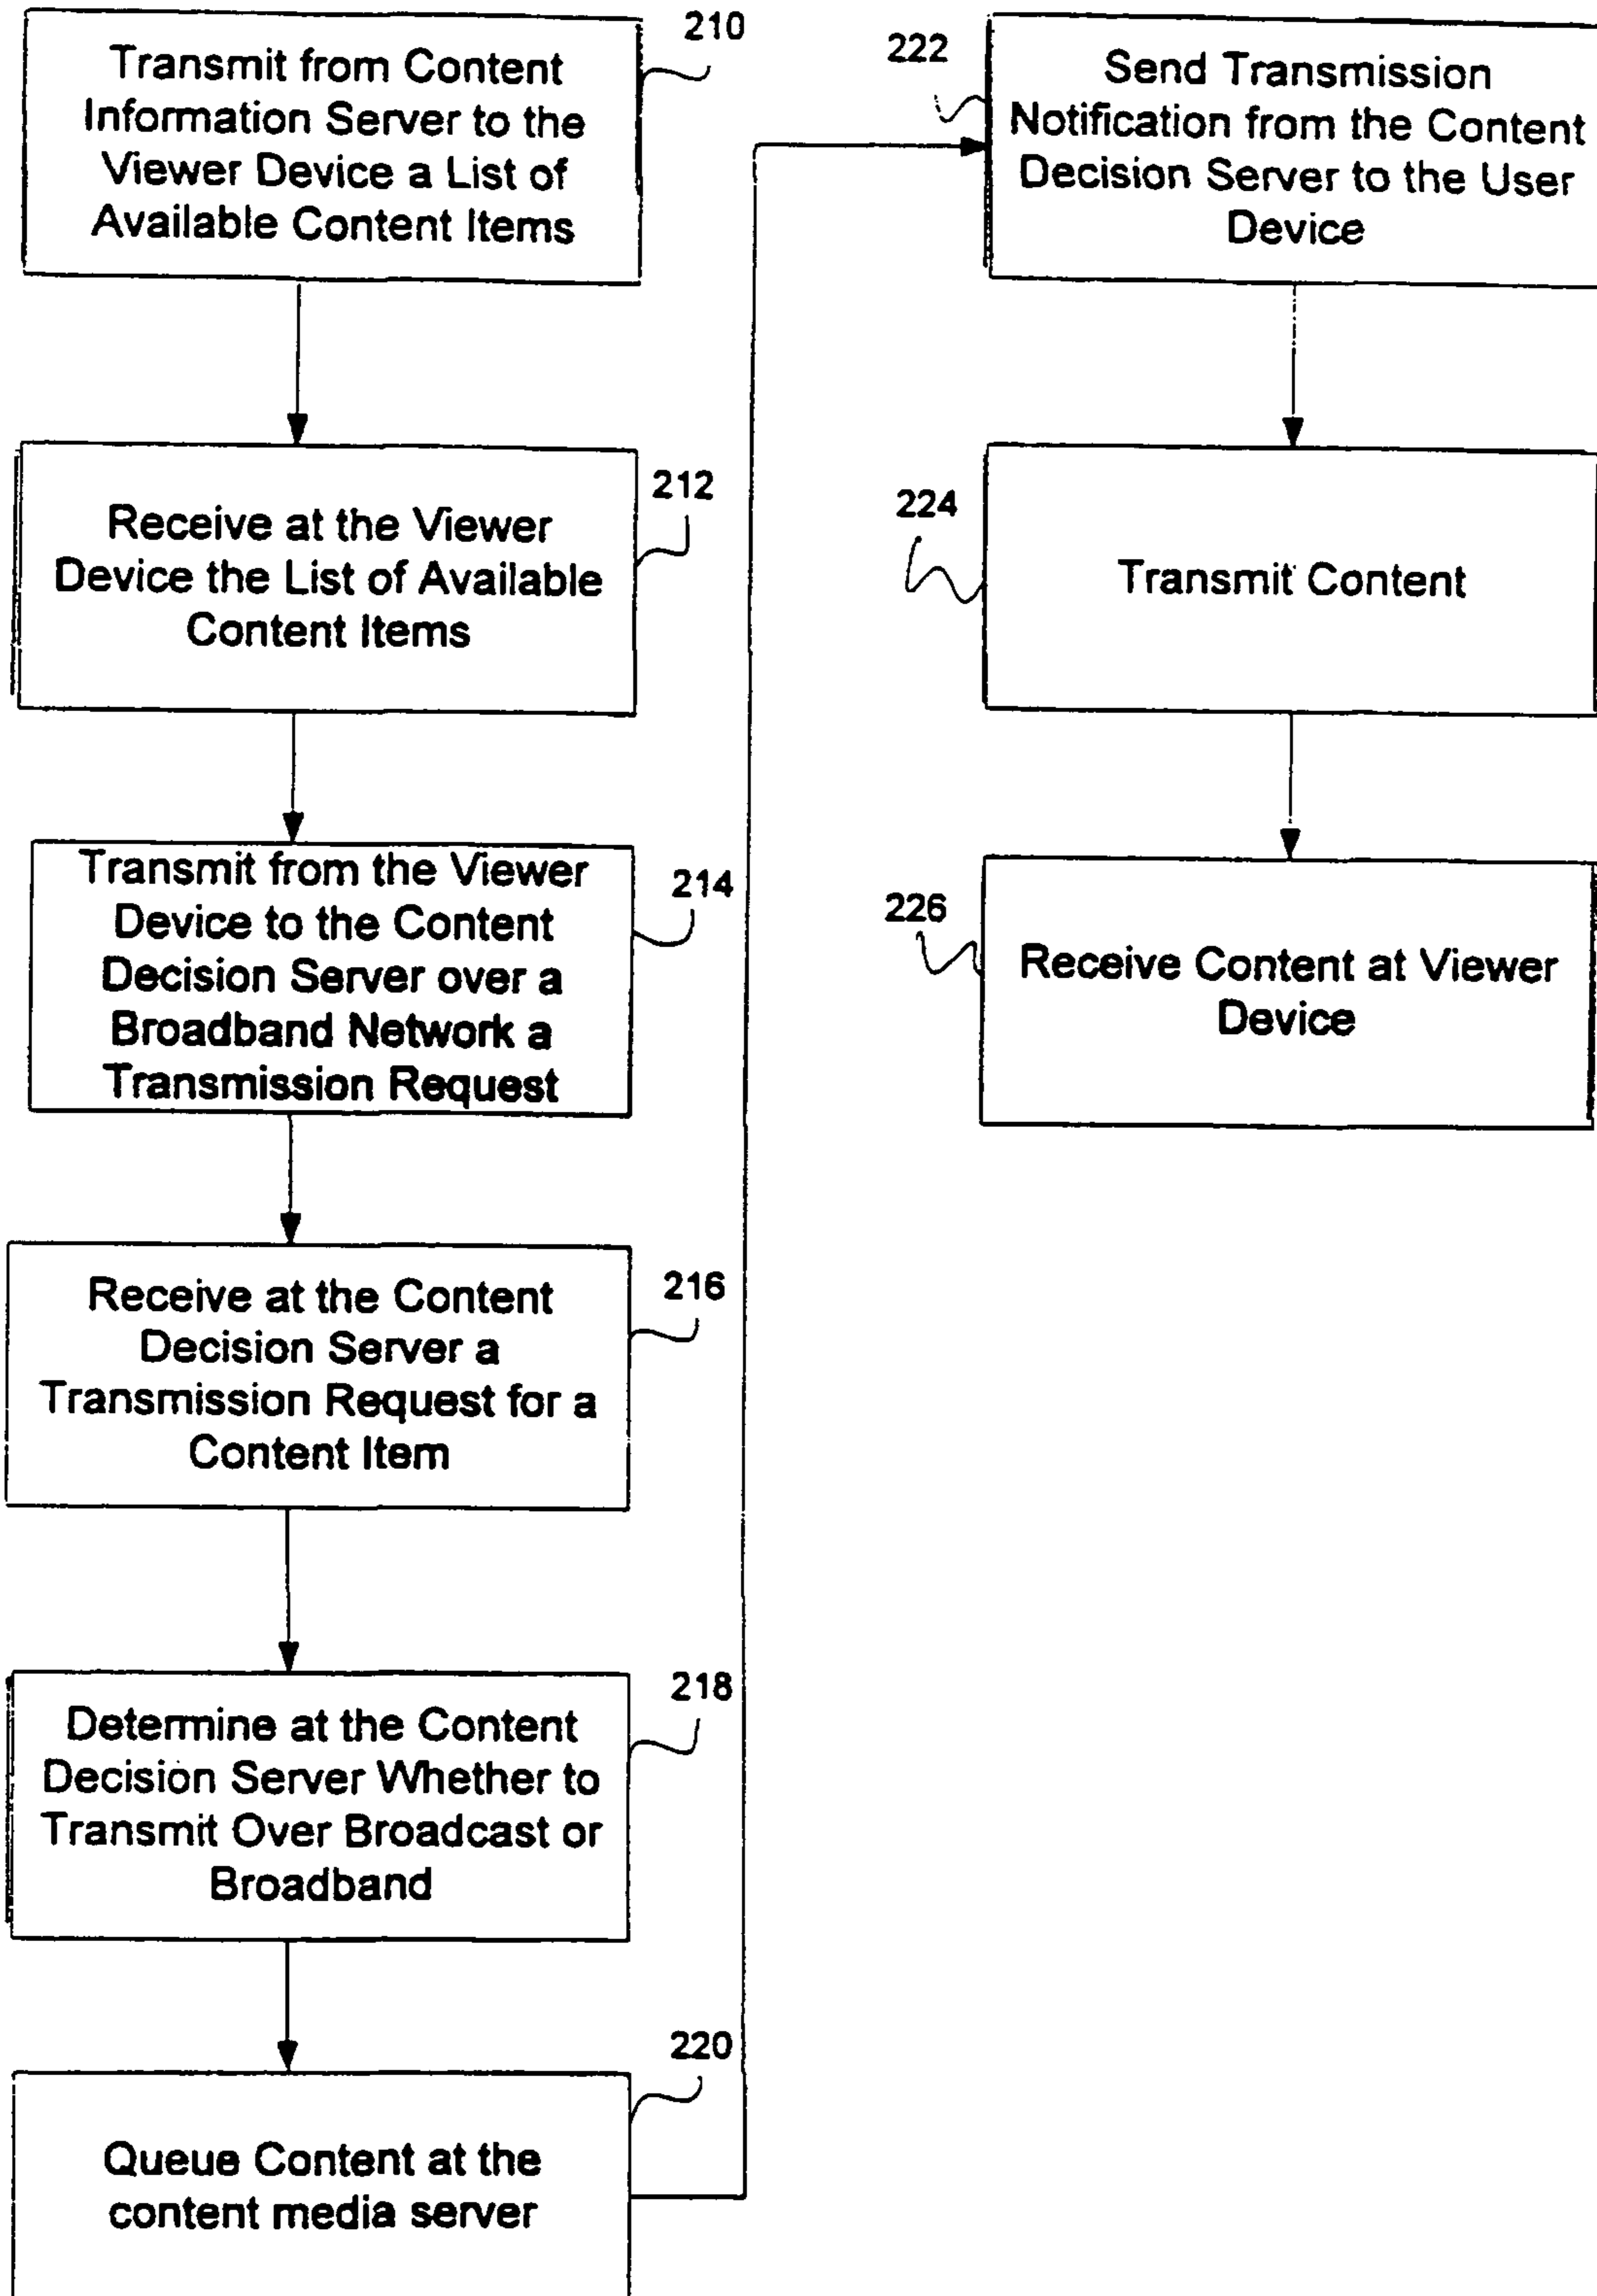 210
Transmit from Content
Information Server to the
Viewer Device a List of
Available Content Items
212
Receive at the Viewer
Device the List of Available
Content Items
214
Transmit from the Viewer
Device to the Content
Decision Server over a
Broadband Network a
Transmission Request
216
Receive at the Content
Decision Server a
Transmission Request for a
Content Item
218
Determine at the Content
Decision Server Whether to
Transmit Over Broadcast or
Broadband
220
Queue Content at the
content media server
222
Send Transmission
Notification from the Content
Decision Server to the User
Device
224
Transmit Content
226
Receive Content at Viewer
Device